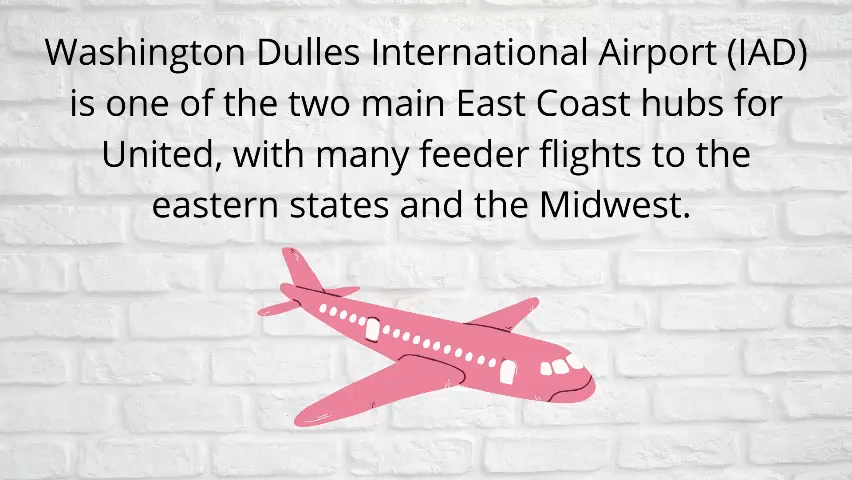 Washington Dulles International Airport (IAD)
is one of the two main East Coast hubs for
United, with many feeder flights to the
eastern states and the Midwest.